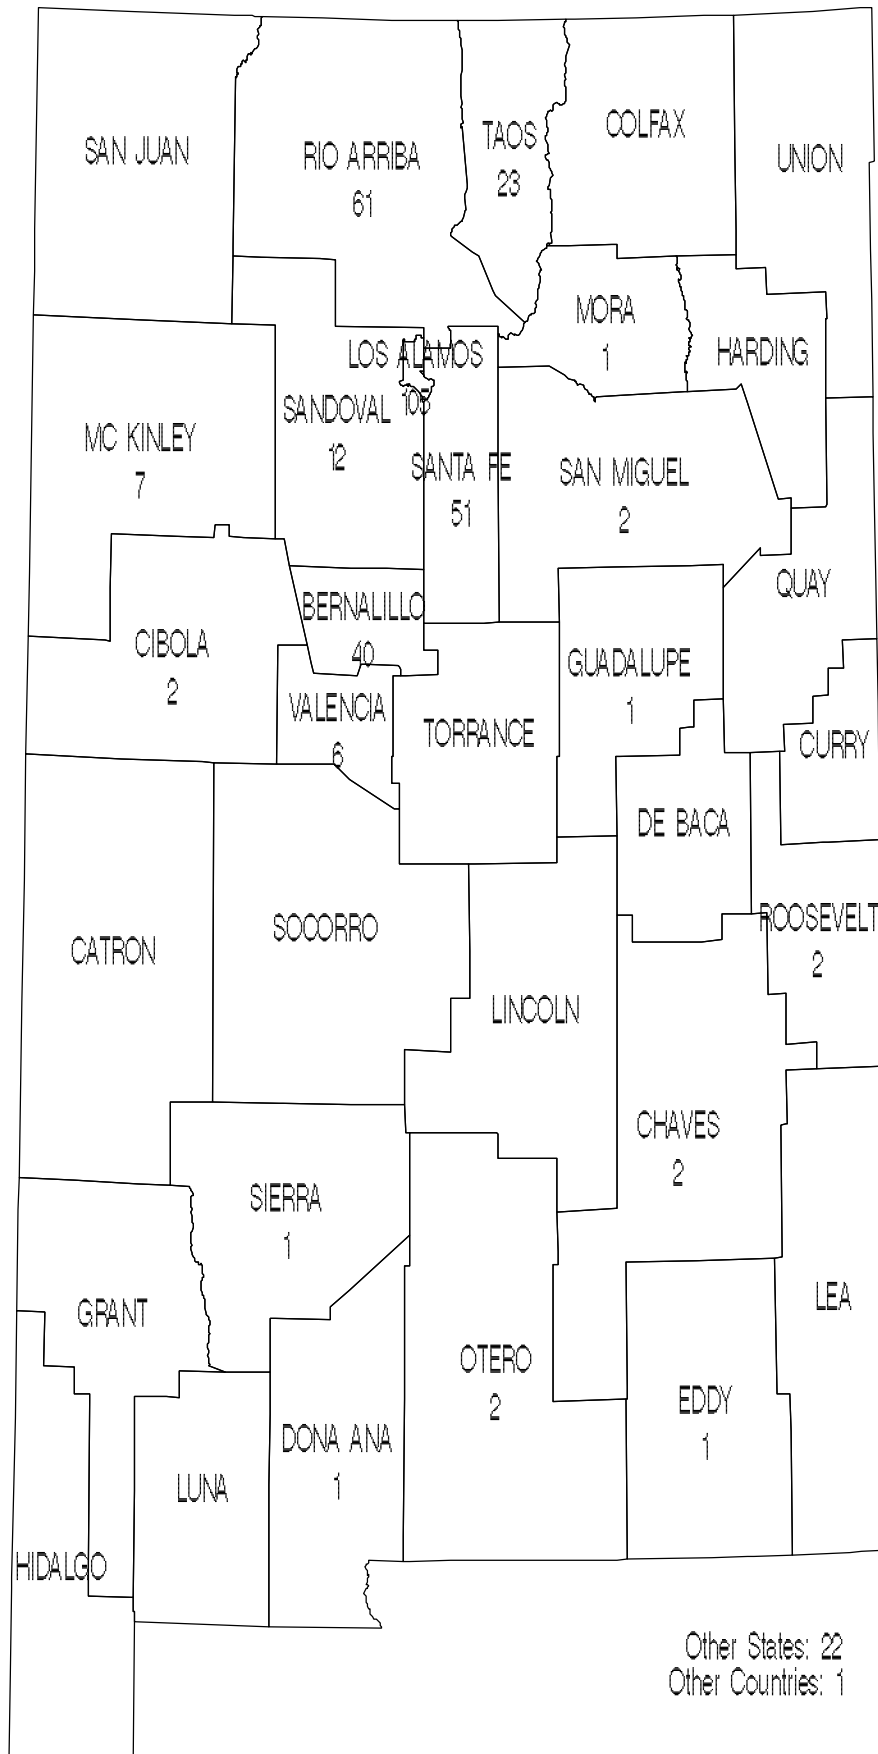 SAN JUAN
RIO ARRIBA
61
TAOS
23
COLFAX
UNION
MORA
1
HARDING
LOS ALAMOS
105
SANDOVAL
12
MC KINLEY
7
SANTA FE
51
SAN MIGUEL
2
QUAY
BERNALILLO
40
CIBOLA
2
GUADALUPE
1
VALENCIA
6
TORRANCE
CURRY
DE BACA
ROOSEVELT
2
SOCORRO
CATRON
LINCOLN
CHAVES
2
SIERRA
1
GRANT
LEA
OTERO
2
EDDY
1
DONA ANA
1
LUNA
HIDALGO
Other States: 22
Other Countries: 1